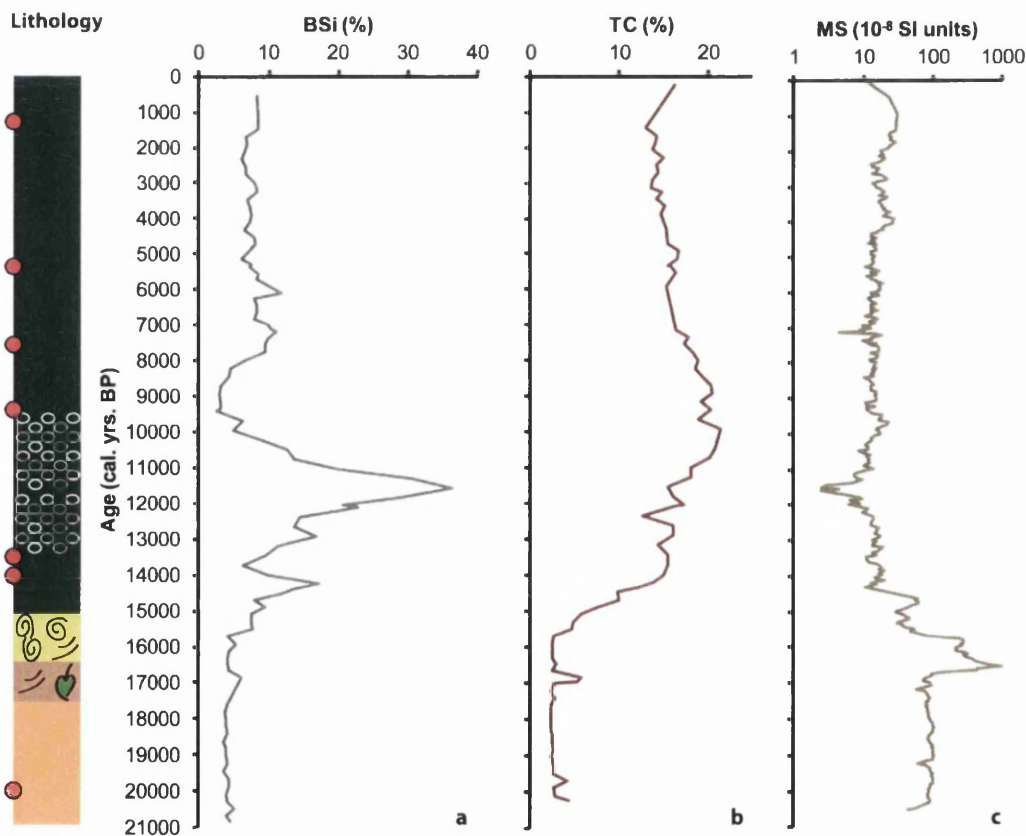 Lithology
BSi (%)
0 10 20 30 40
TC (%)
0 10 20
MS (10⁻⁸ SI units)
1 10 100 1000
Age (cal. yrs. BP)
0
1000
2000
3000
4000
5000
6000
7000
8000
9000
10000
11000
12000
13000
14000
15000
16000
17000
18000
19000
20000
21000
a
b
c